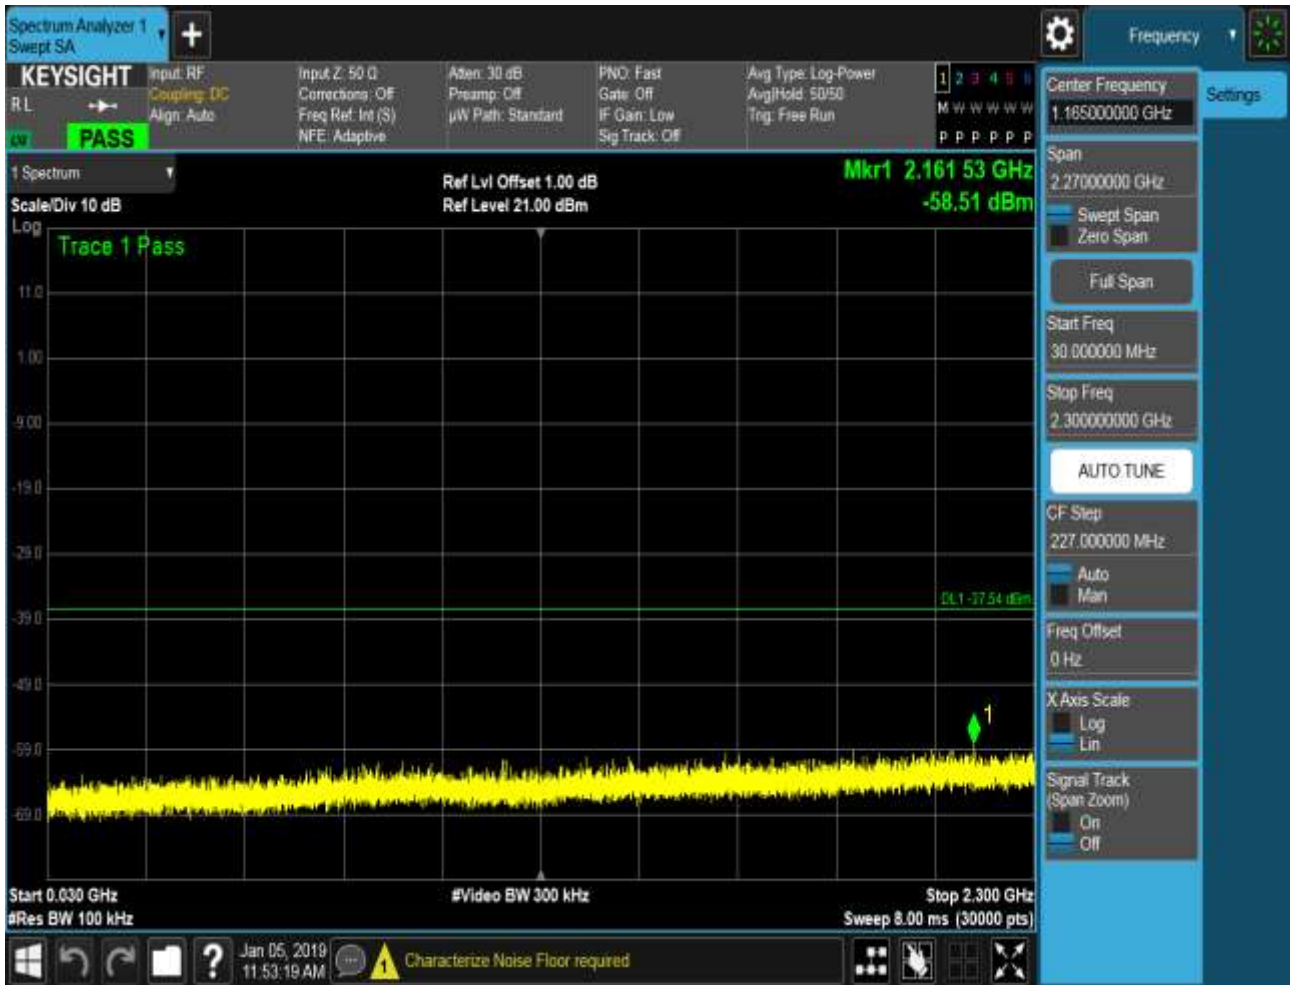 Spectrum Analyzer 1
Swept SA
+
Frequency
KEYSIGHT
Input: RF
Coupling: DC
Align: Auto
Input Z: 50 Ω
Corrections: Off
Freq Ref: Int (S)
NFE: Adaptive
Atten: 30 dB
Preamp: Off
µW Path: Standard
PNO: Fast
Gate: Off
IF Gain: Low
Sig Track: Off
Avg Type: Log-Power
Avg|Hold: 50/50
Trig: Free Run
1 2 3 4 5 6
M W W W W W
P P P P P P
R L
PASS
1 Spectrum
Scale/Div 10 dB
Ref Lvl Offset 1.00 dB
Ref Level 21.00 dBm
Mkr1 2.161 53 GHz
-58.51 dBm
Log
Trace 1 Pass
11.0
1.00
-9.00
-19.0
-29.0
DL1 -37.54 dBm
-39.0
-49.0
1
-59.0
-69.0
Start 0.030 GHz
#Video BW 300 kHz
Stop 2.300 GHz
#Res BW 100 kHz
Sweep 8.00 ms (30000 pts)
?
Jan 05, 2019
11:53:19 AM
1
Characterize Noise Floor required
Center Frequency
1.165000000 GHz
Settings
Span
2.27000000 GHz
Swept Span
Zero Span
Full Span
Start Freq
30.000000 MHz
Stop Freq
2.300000000 GHz
AUTO TUNE
CF Step
227.000000 MHz
Auto
Man
Freq Offset
0 Hz
X Axis Scale
Log
Lin
Signal Track
(Span Zoom)
On
Off